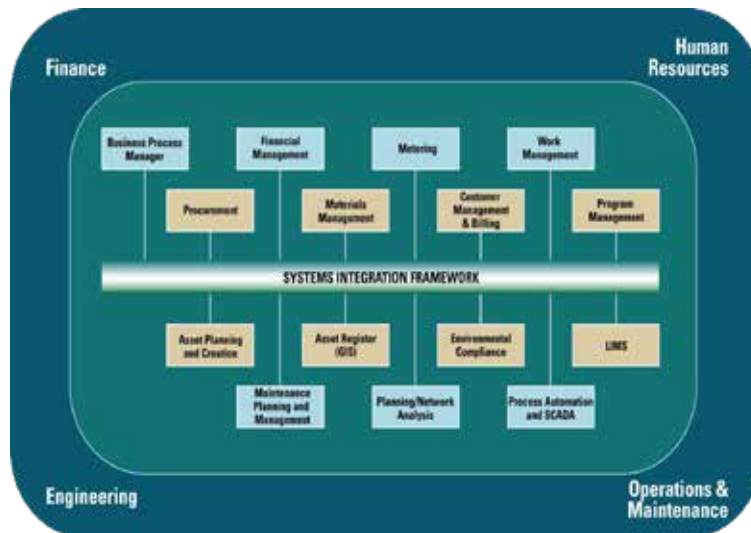 Finance
Human
Resources
Business Process
Manager
Financial
Management
Metering
Work
Management
Procurement
Materials
Management
Customer
Management
& Billing
Program
Management
SYSTEMS INTEGRATION FRAMEWORK
Asset Planning
and Creation
Asset Register
(GIS)
Environmental
Compliance
LIMS
Maintenance
Planning and
Management
Planning/Network
Analysis
Process Automation
and SCADA
Engineering
Operations &
Maintenance